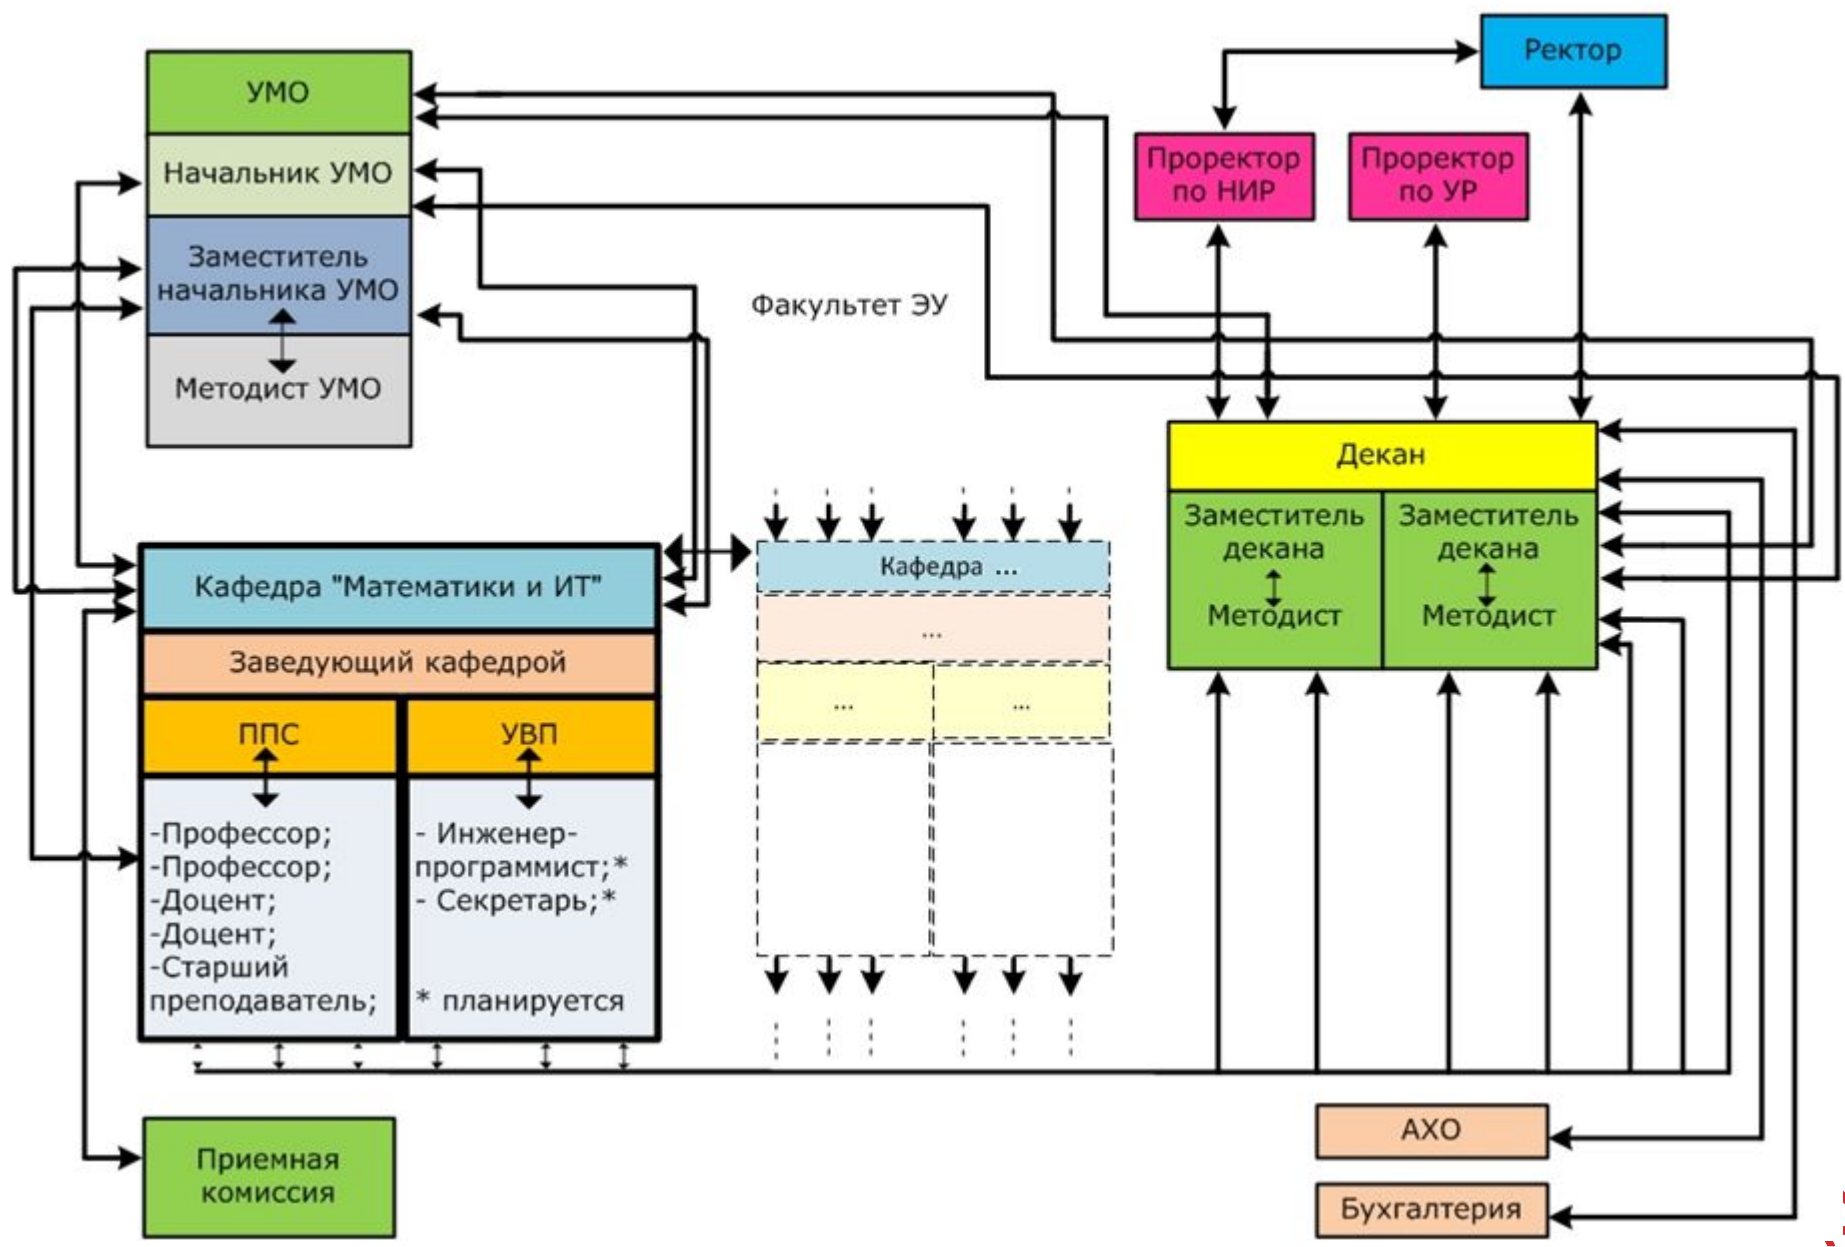 Ректор
УМО
Начальник УМО
Заместитель
начальника УМО
Методист УМО
Проректор
по НИР
Проректор
по УР
Факультет ЭУ
Декан
Заместитель
декана
Методист
Заместитель
декана
Методист
Кафедра "Математики и ИТ"
Заведующий кафедрой
ППС
УВП
-Профессор;
-Профессор;
-Доцент;
-Доцент;
-Старший
преподаватель;
- Инженер-
программист;*
- Секретарь;*
* планируется
Кафедра ...
...
...
...
Приемная
комиссия
АХО
Бухгалтерия